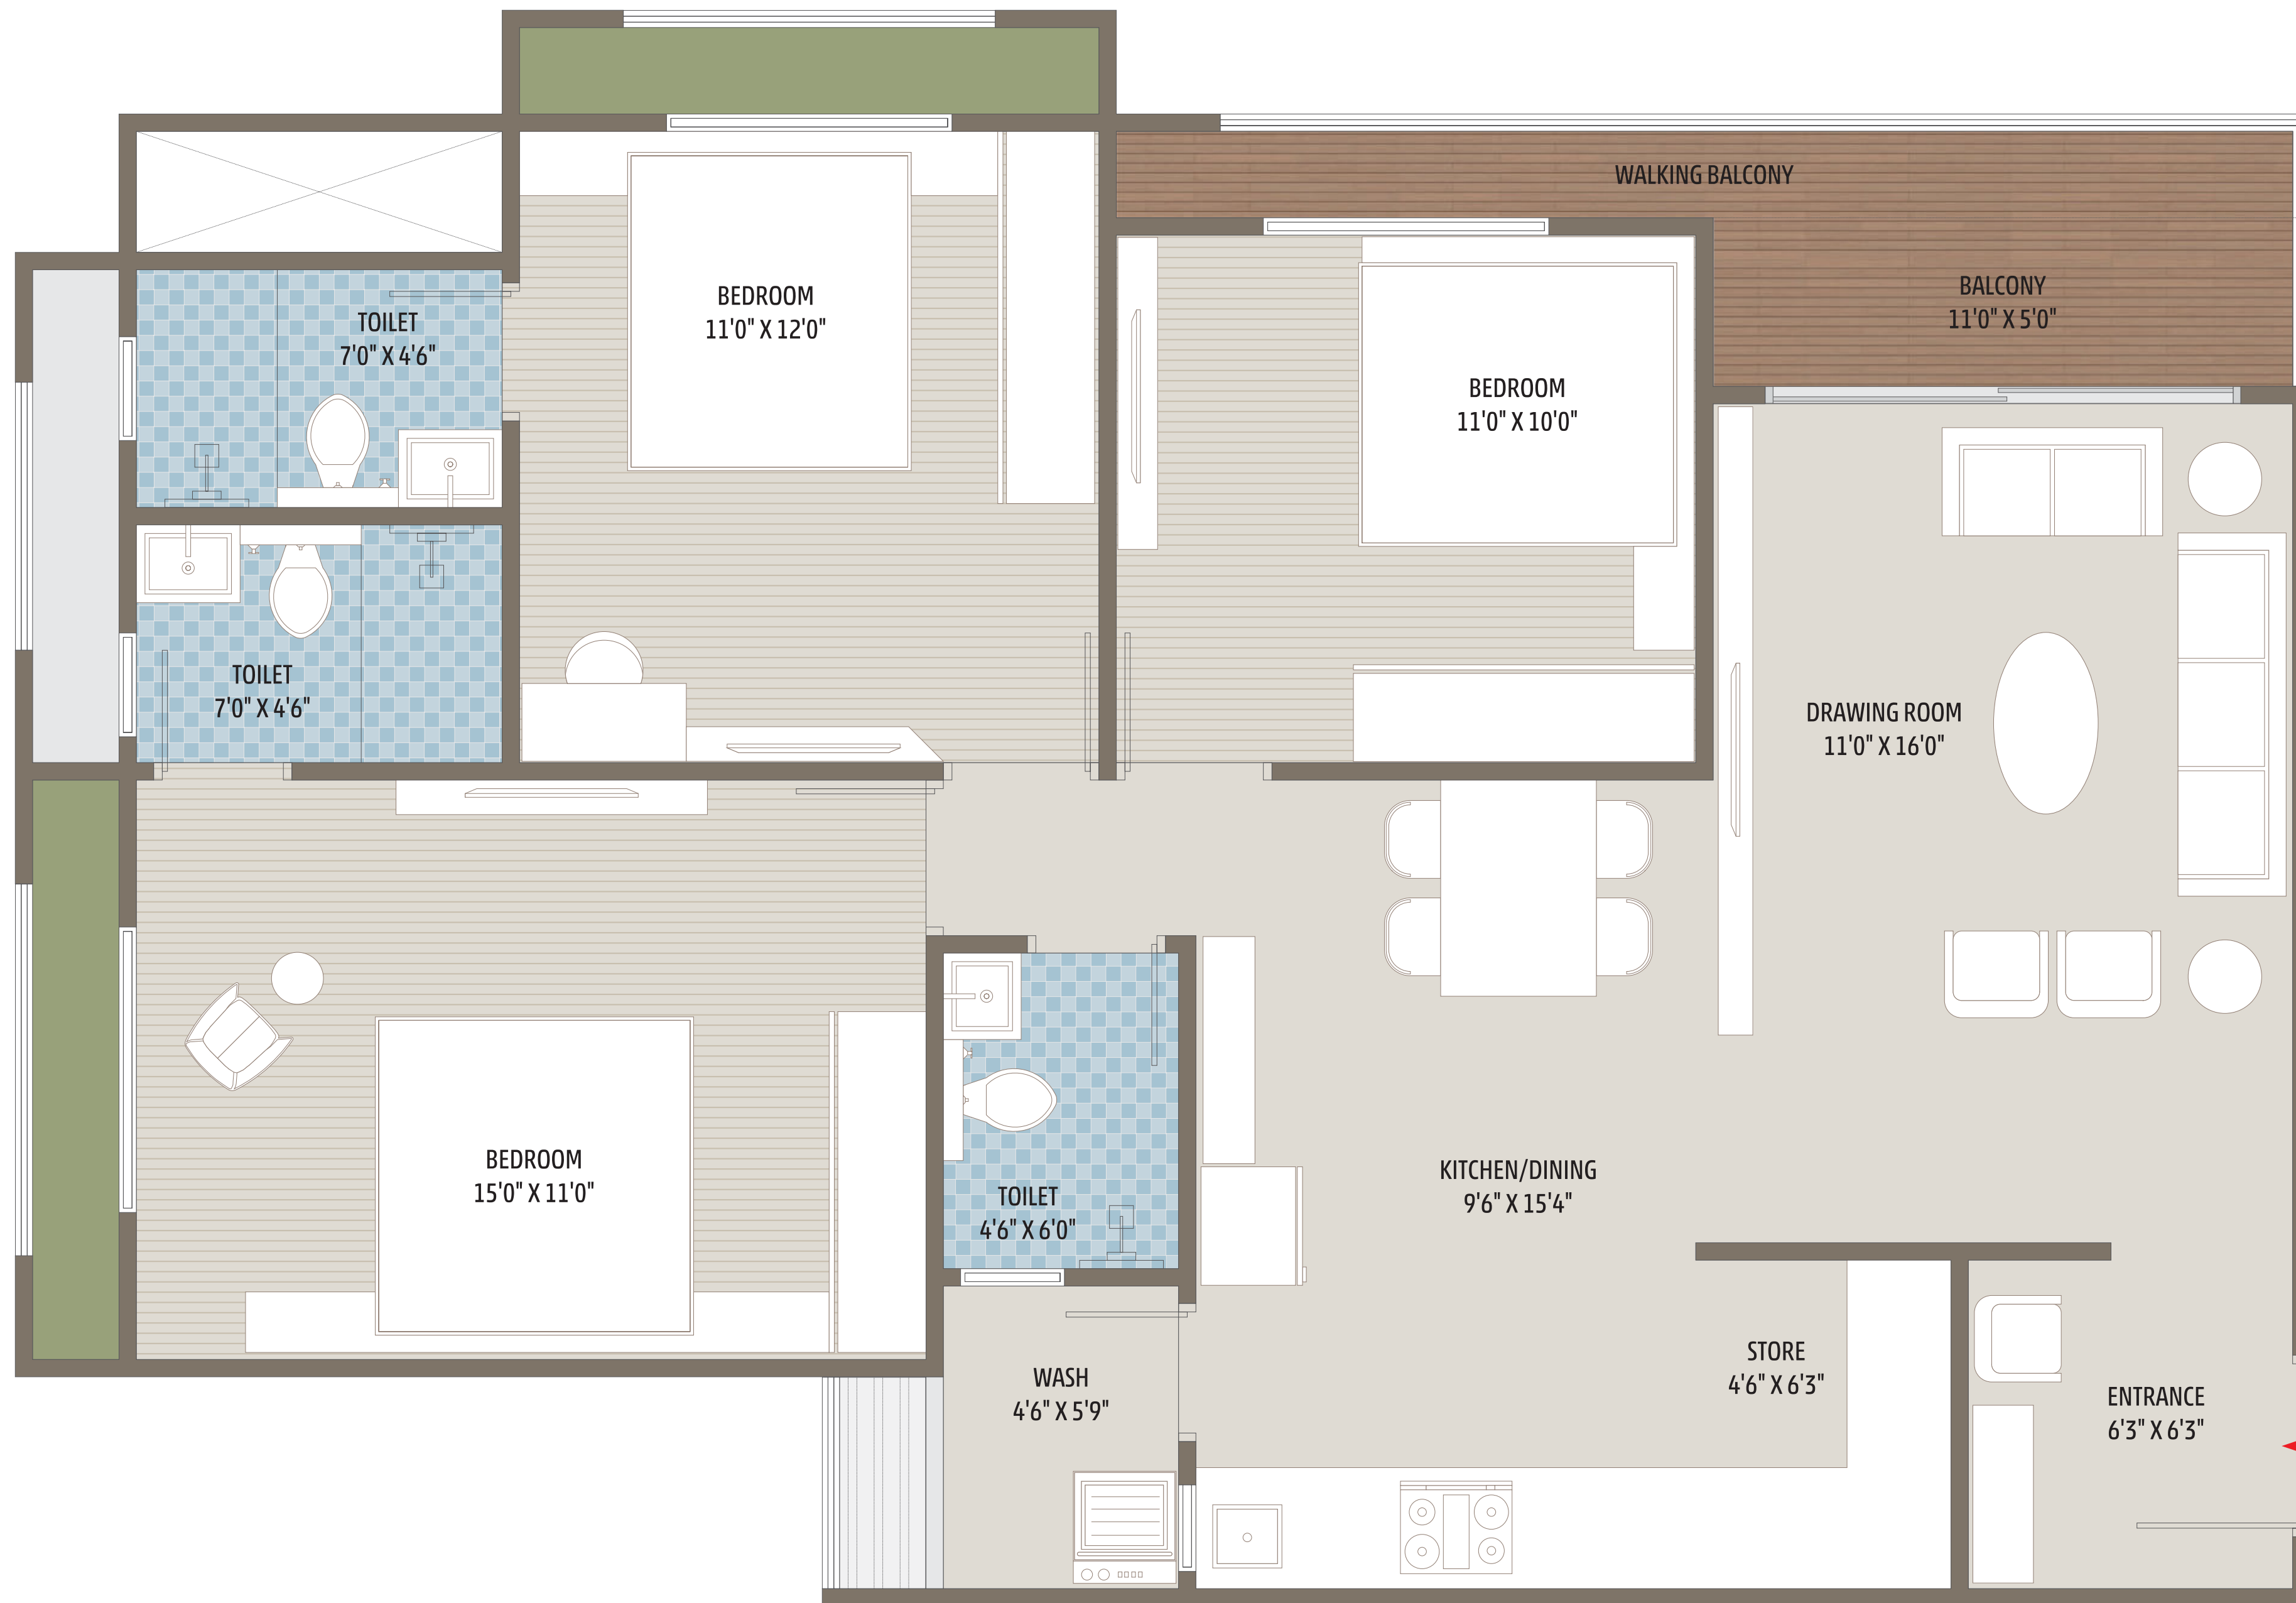 WALKING BALCONY
BALCONY
11'0" X 5'0"
BEDROOM
11'0" X 12'0"
TOILET
7'0" X 4'6"
BEDROOM
11'0" X 10'0"
TOILET
7'0" X 4'6"
DRAWING ROOM
11'0" X 16'0"
BEDROOM
15'0" X 11'0"
TOILET
4'6" X 6'0"
KITCHEN/DINING
9'6" X 15'4"
WASH
4'6" X 5'9"
STORE
4'6" X 6'3"
ENTRANCE
6'3" X 6'3"